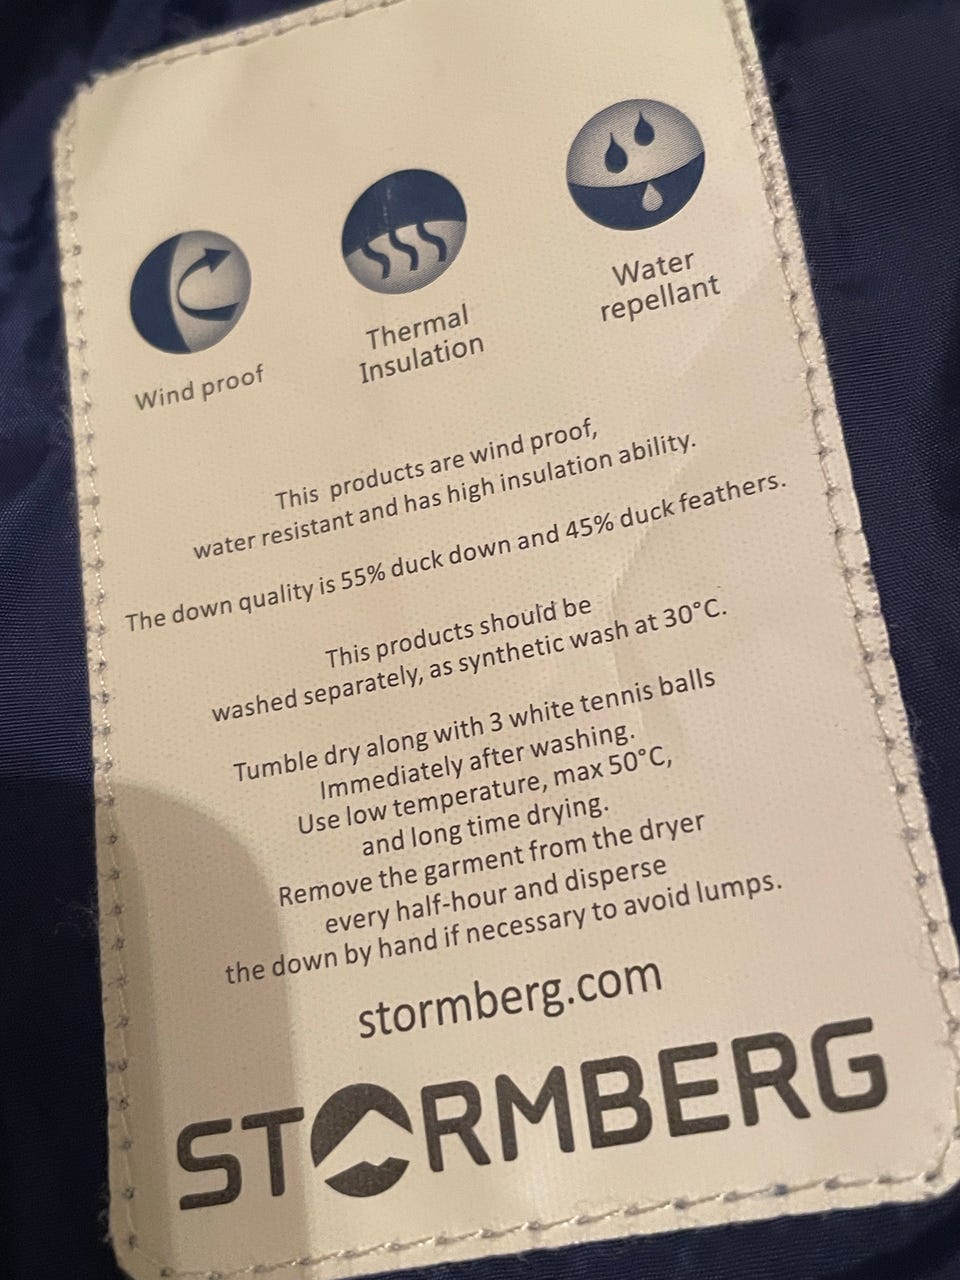 Wind proof
Thermal
Insulation
Water
repellant
This products are wind proof,
water resistant and has high insulation ability.
The down quality is 55% duck down and 45% duck feathers.
This products should be
washed separately, as synthetic wash at 30°C.
Tumble dry along with 3 white tennis balls
Immediately after washing.
Use low temperature, max 50°C,
and long time drying.
Remove the garment from the dryer
every half-hour and disperse
the down by hand if necessary to avoid lumps.
stormberg.com
STORMBERG